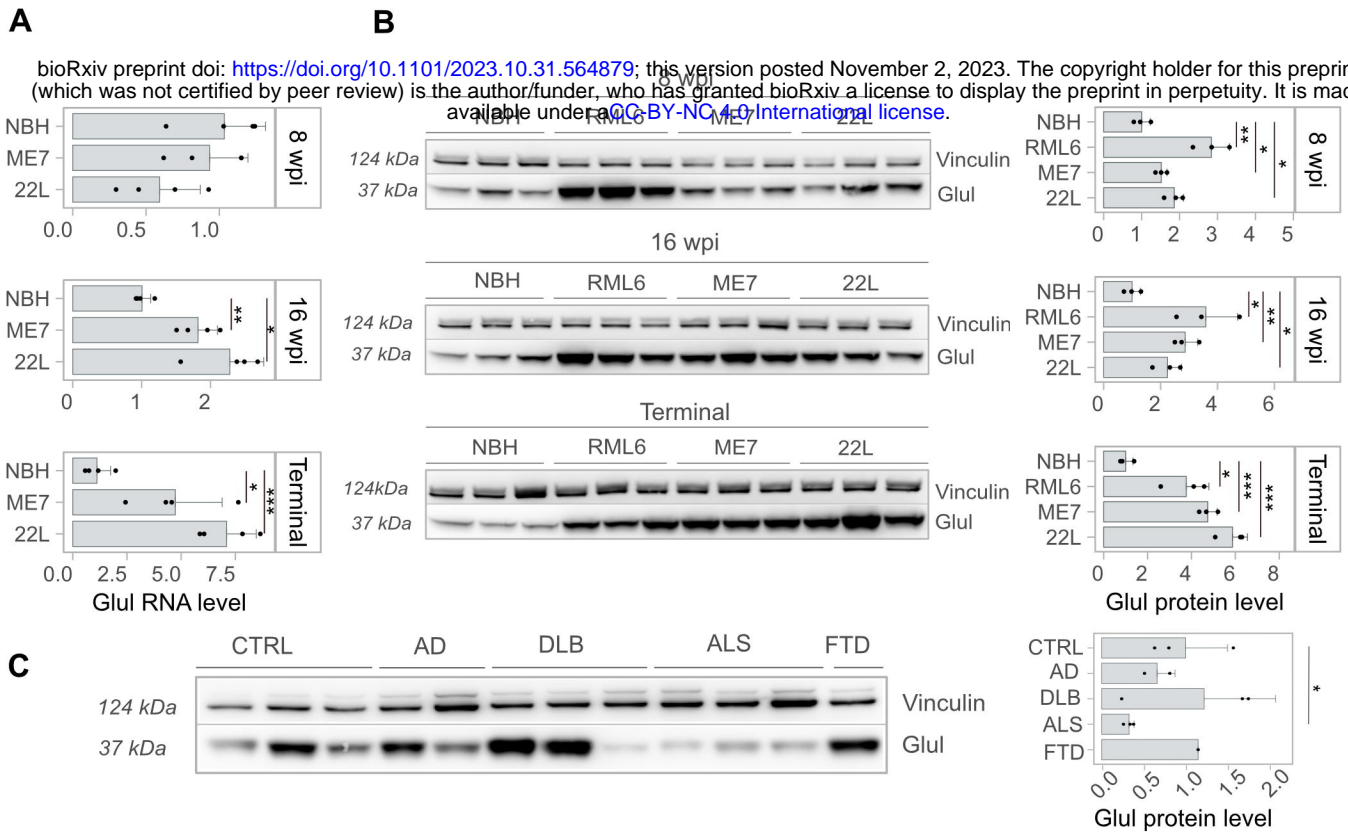 A
B
bioRxiv preprint doi: https://doi.org/10.1101/2023.10.31.564879; this version posted November 2, 2023. The copyright holder for this preprin
(which was not certified by peer review) is the author/funder, who has granted bioRxiv a license to display the preprint in perpetuity. It is mad
available under aCC-BY-NC 4.0 International license.
8 wpi
NBH RML6 ME7 22L
NBH
ME7
22L
8 wpi
0.0 0.5 1.0
124 kDa Vinculin
37 kDa Glul
NBH
RML6
ME7
22L
** * *
8 wpi
0 1 2 3 4 5
NBH
ME7
22L
** *
16 wpi
0 1 2
16 wpi
NBH RML6 ME7 22L
124 kDa Vinculin
37 kDa Glul
NBH
RML6
ME7
22L
* ** *
16 wpi
0 2 4 6
NBH
ME7
22L
* ***
Terminal
0.0 2.5 5.0 7.5
Glul RNA level
Terminal
NBH RML6 ME7 22L
124kDa Vinculin
37 kDa Glul
NBH
RML6
ME7
22L
* *** ***
Terminal
0 2 4 6 8
Glul protein level
C
CTRL AD DLB ALS FTD
124 kDa Vinculin
37 kDa Glul
CTRL
AD
DLB
ALS
FTD
*
0.0 0.5 1.0 2.0
Glul protein level